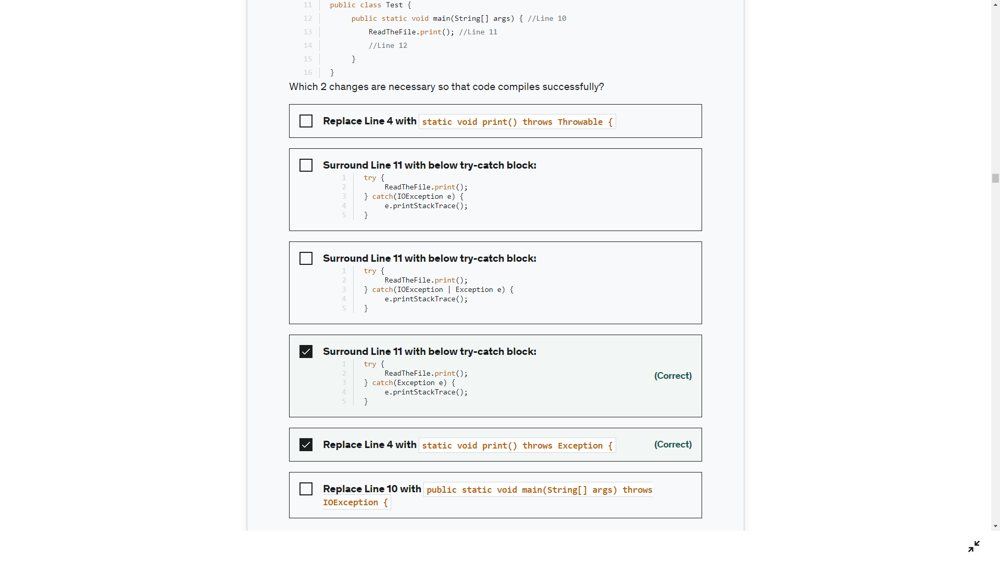 11 public class Test {
12 public static void main(String[] args) { //Line 10
13 ReadTheFile.print(); //Line 11
14 //Line 12
15 }
16 }
Which 2 changes are necessary so that code compiles successfully?
Replace Line 4 with static void print() throws Throwable {
Surround Line 11 with below try-catch block:
1 try {
2 ReadTheFile.print();
3 } catch(IOException e) {
4 e.printStackTrace();
5 }
Surround Line 11 with below try-catch block:
1 try {
2 ReadTheFile.print();
3 } catch(IOException | Exception e) {
4 e.printStackTrace();
5 }
Surround Line 11 with below try-catch block:
1 try {
2 ReadTheFile.print();
3 } catch(Exception e) {
4 e.printStackTrace();
5 }
(Correct)
Replace Line 4 with static void print() throws Exception {
(Correct)
Replace Line 10 with public static void main(String[] args) throws
IOException {